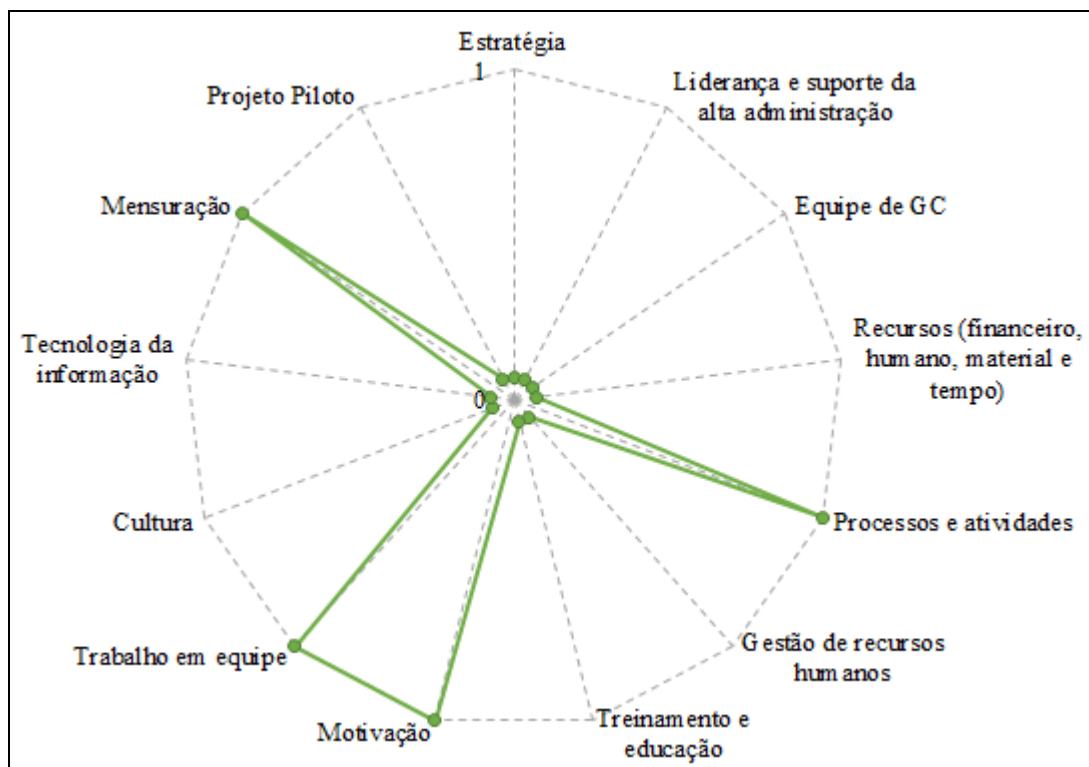 Estratégia
1
Liderança e suporte da
alta administração
Equipe de GC
Recursos (financeiro,
humano, material e
tempo)
Processos e atividades
Gestão de recursos
humanos
Treinamento e
educação
Motivação
Trabalho em equipe
Cultura
Tecnologia da
informação
Mensuração
Projeto Piloto
0